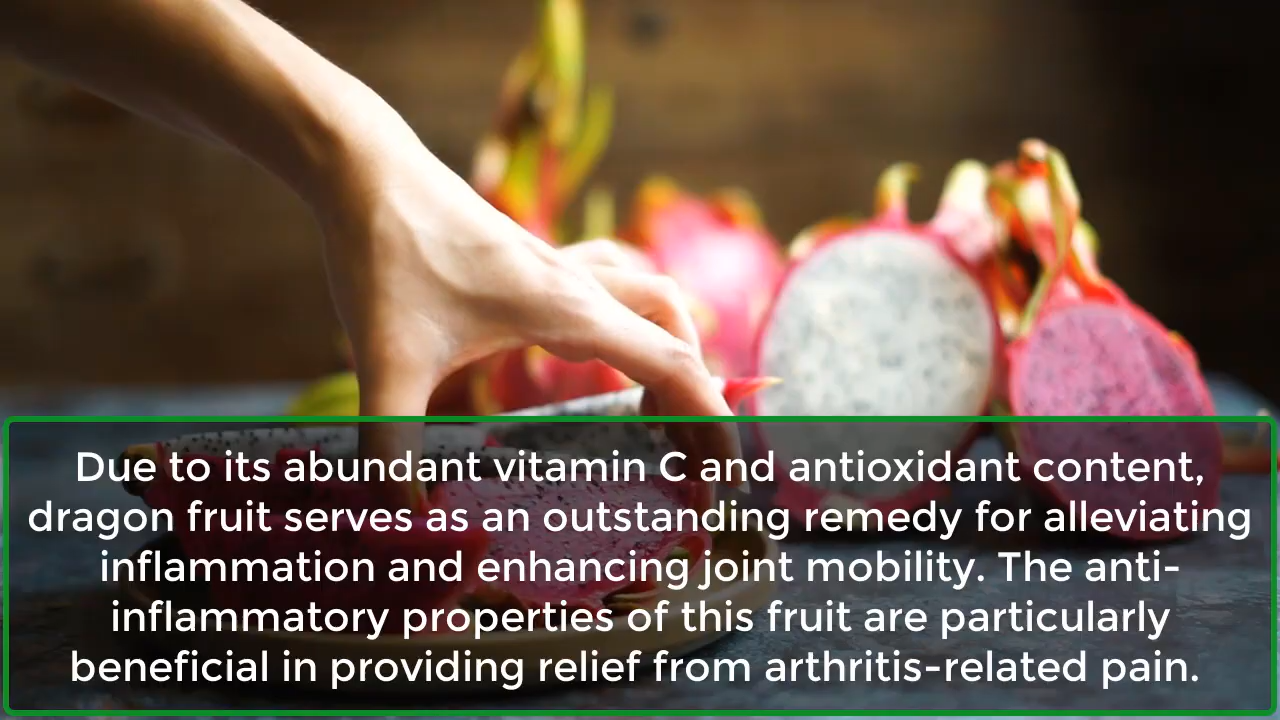 Due to its abundant vitamin C and antioxidant content,
dragon fruit serves as an outstanding remedy for alleviating
inflammation and enhancing joint mobility. The anti-
inflammatory properties of this fruit are particularly
beneficial in providing relief from arthritis-related pain.